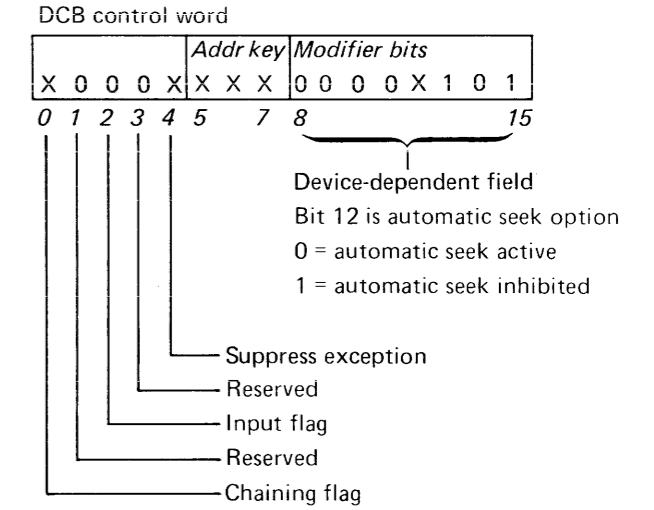 DCB control word
Addr key Modifier bits
X 0 0 0 X X X X 0 0 0 0 X 1 0 1
0 1 2 3 4 5 7 8 15
Device-dependent field
Bit 12 is automatic seek option
0 = automatic seek active
1 = automatic seek inhibited
Suppress exception
Reserved
Input flag
Reserved
Chaining flag